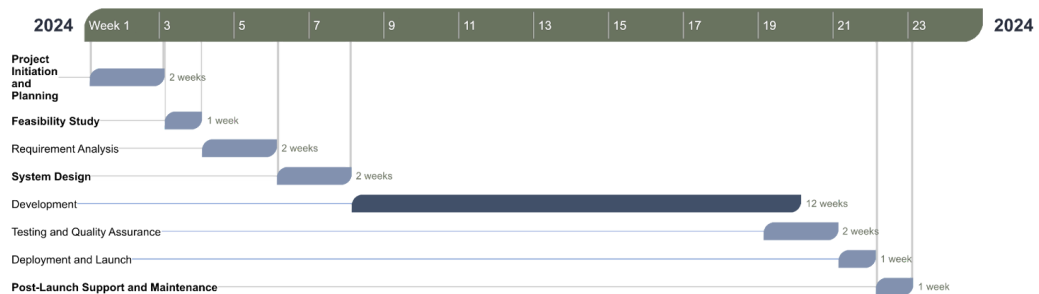 2024 Week 1 3 5 7 9 11 13 15 17 19 21 23 2024
Project
Initiation
and
Planning
2 weeks
Feasibility Study 1 week
Requirement Analysis 2 weeks
System Design 2 weeks
Development 12 weeks
Testing and Quality Assurance 2 weeks
Deployment and Launch 1 week
Post-Launch Support and Maintenance 1 week